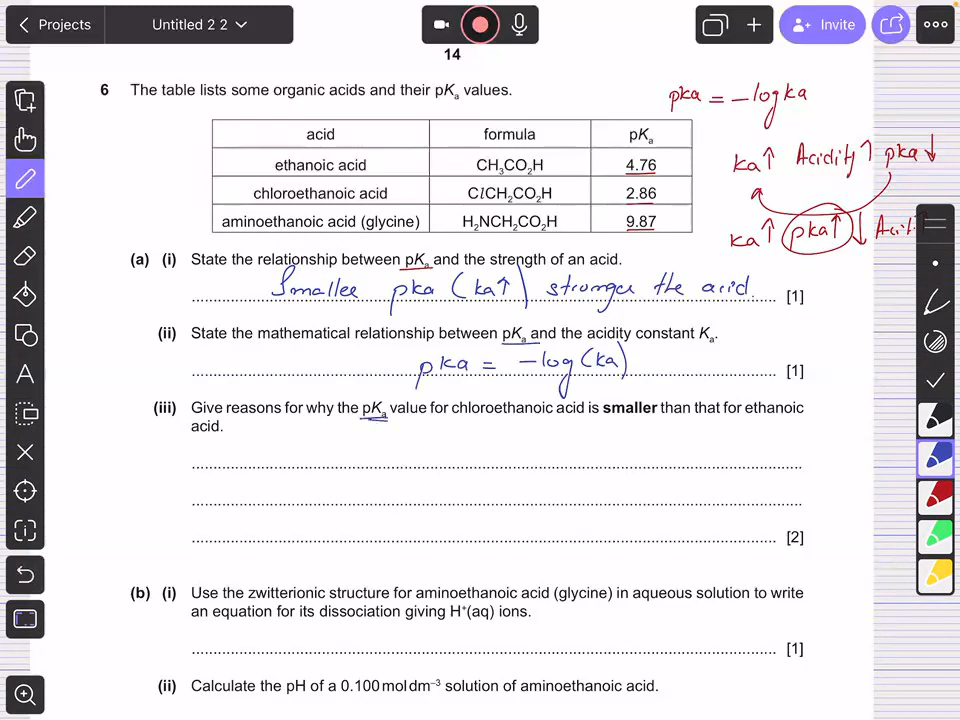 Projects
Untitled 2 2
Invite
14
6 The table lists some organic acids and their pKa values.
pka = -log ka
acid formula pKa
ethanoic acid CH3CO2H 4.76
chloroethanoic acid ClCH2CO2H 2.86
aminoethanoic acid (glycine) H2NCH2CO2H 9.87
ka ↑ Acidity ↑ pka ↓
ka ↑ pka ↑ ↓
(a) (i) State the relationship between pKa and the strength of an acid.
Smaller pka (ka ↑) stronger the acid. [1]
(ii) State the mathematical relationship between pKa and the acidity constant Ka.
pka = -log(ka) [1]
(iii) Give reasons for why the pKa value for chloroethanoic acid is smaller than that for ethanoic
acid.
[2]
(b) (i) Use the zwitterionic structure for aminoethanoic acid (glycine) in aqueous solution to write
an equation for its dissociation giving H+(aq) ions.
[1]
(ii) Calculate the pH of a 0.100 mol dm–3 solution of aminoethanoic acid.